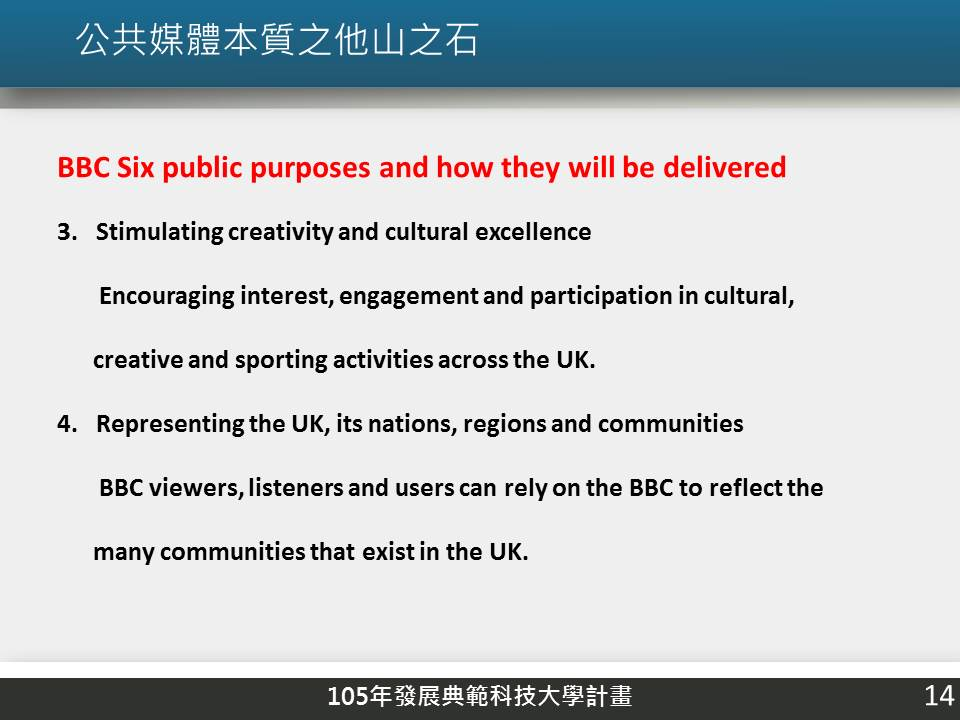 公共媒體本質之他山之石
BBC Six public purposes and how they will be delivered
3. Stimulating creativity and cultural excellence
Encouraging interest, engagement and participation in cultural,
creative and sporting activities across the UK.
4. Representing the UK, its nations, regions and communities
BBC viewers, listeners and users can rely on the BBC to reflect the
many communities that exist in the UK.
105年發展典範科技大學計畫
14